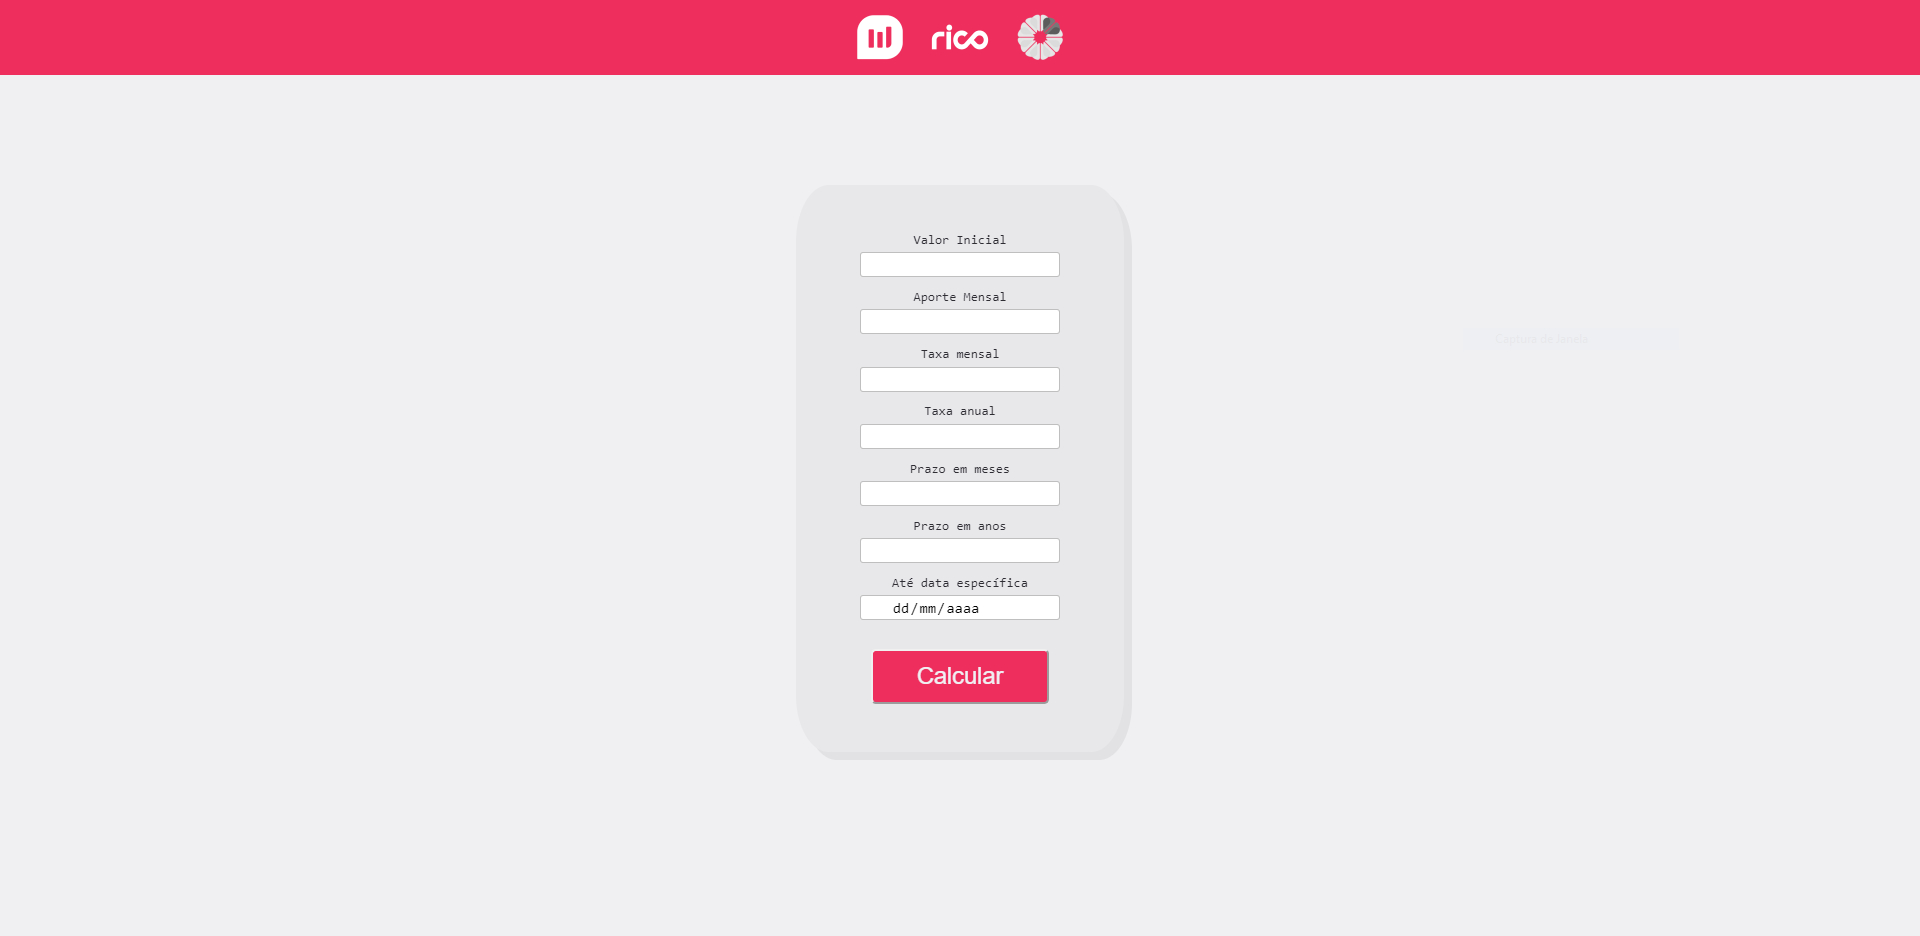 rico
Valor Inicial
Aporte Mensal
Taxa mensal
Taxa anual
Prazo em meses
Prazo em anos
Até data específica
dd/mm/aaaa
Calcular